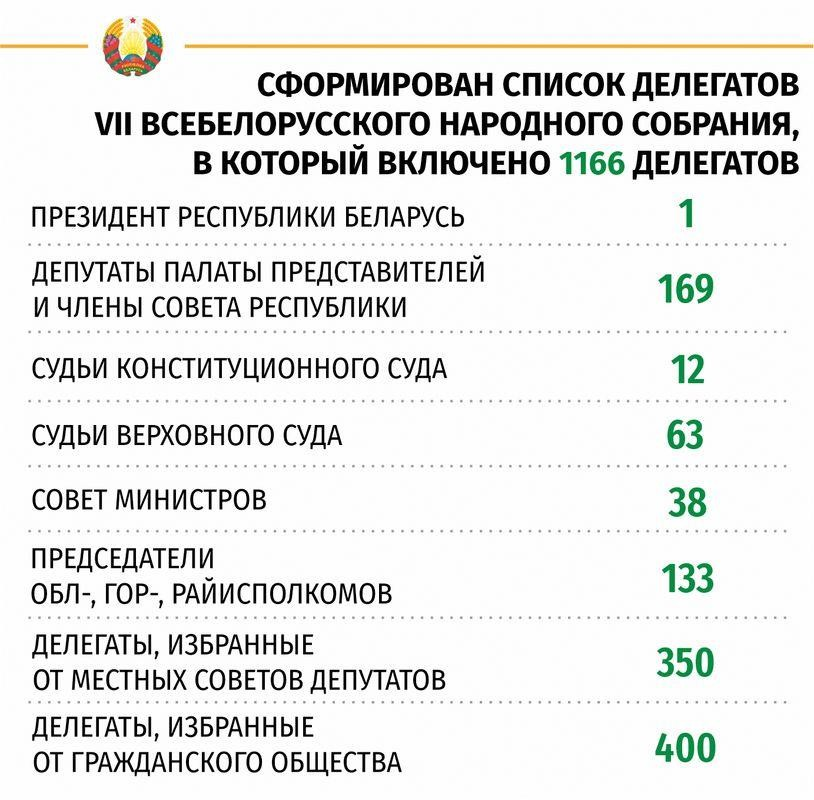 СФОРМИРОВАН СПИСОК ДЕЛЕГАТОВ
VII ВСЕБЕЛОРУССКОГО НАРОДНОГО СОБРАНИЯ,
В КОТОРЫЙ ВКЛЮЧЕНО 1166 ДЕЛЕГАТОВ
ПРЕЗИДЕНТ РЕСПУБЛИКИ БЕЛАРУСЬ 1
ДЕПУТАТЫ ПАЛАТЫ ПРЕДСТАВИТЕЛЕЙ
И ЧЛЕНЫ СОВЕТА РЕСПУБЛИКИ 169
СУДЬИ КОНСТИТУЦИОННОГО СУДА 12
СУДЬИ ВЕРХОВНОГО СУДА 63
СОВЕТ МИНИСТРОВ 38
ПРЕДСЕДАТЕЛИ
ОБЛ-, ГОР-, РАЙИСПОЛКОМОВ 133
ДЕЛЕГАТЫ, ИЗБРАННЫЕ
ОТ МЕСТНЫХ СОВЕТОВ ДЕПУТАТОВ 350
ДЕЛЕГАТЫ, ИЗБРАННЫЕ
ОТ ГРАЖДАНСКОГО ОБЩЕСТВА 400